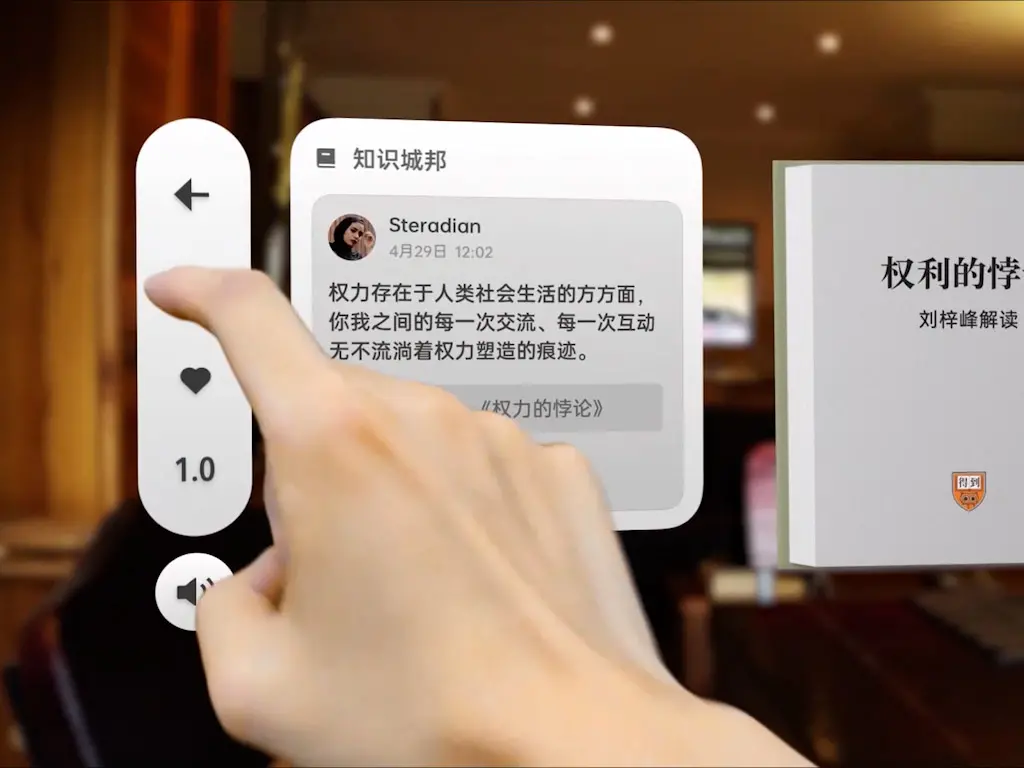 知识城邦
Steradian
4月29日 12:02
权力存在于人类社会生活的方方面，
你我之间的每一次交流、每一次互动
无不流淌着权力塑造的痕迹。
《权力的悖论》
1.0
权利的悖
刘梓峰解读
得到